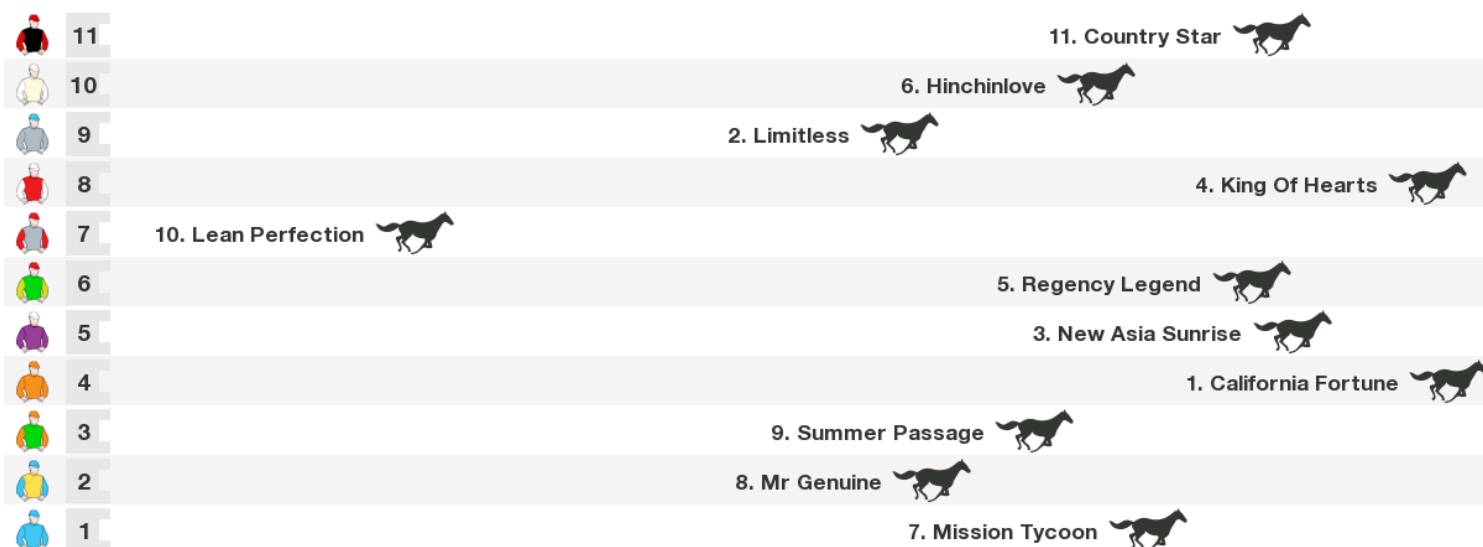 11 11. Country Star
10 6. Hinchinlove
9 2. Limitless
8 4. King Of Hearts
7 10. Lean Perfection
6 5. Regency Legend
5 3. New Asia Sunrise
4 1. California Fortune
3 9. Summer Passage
2 8. Mr Genuine
1 7. Mission Tycoon